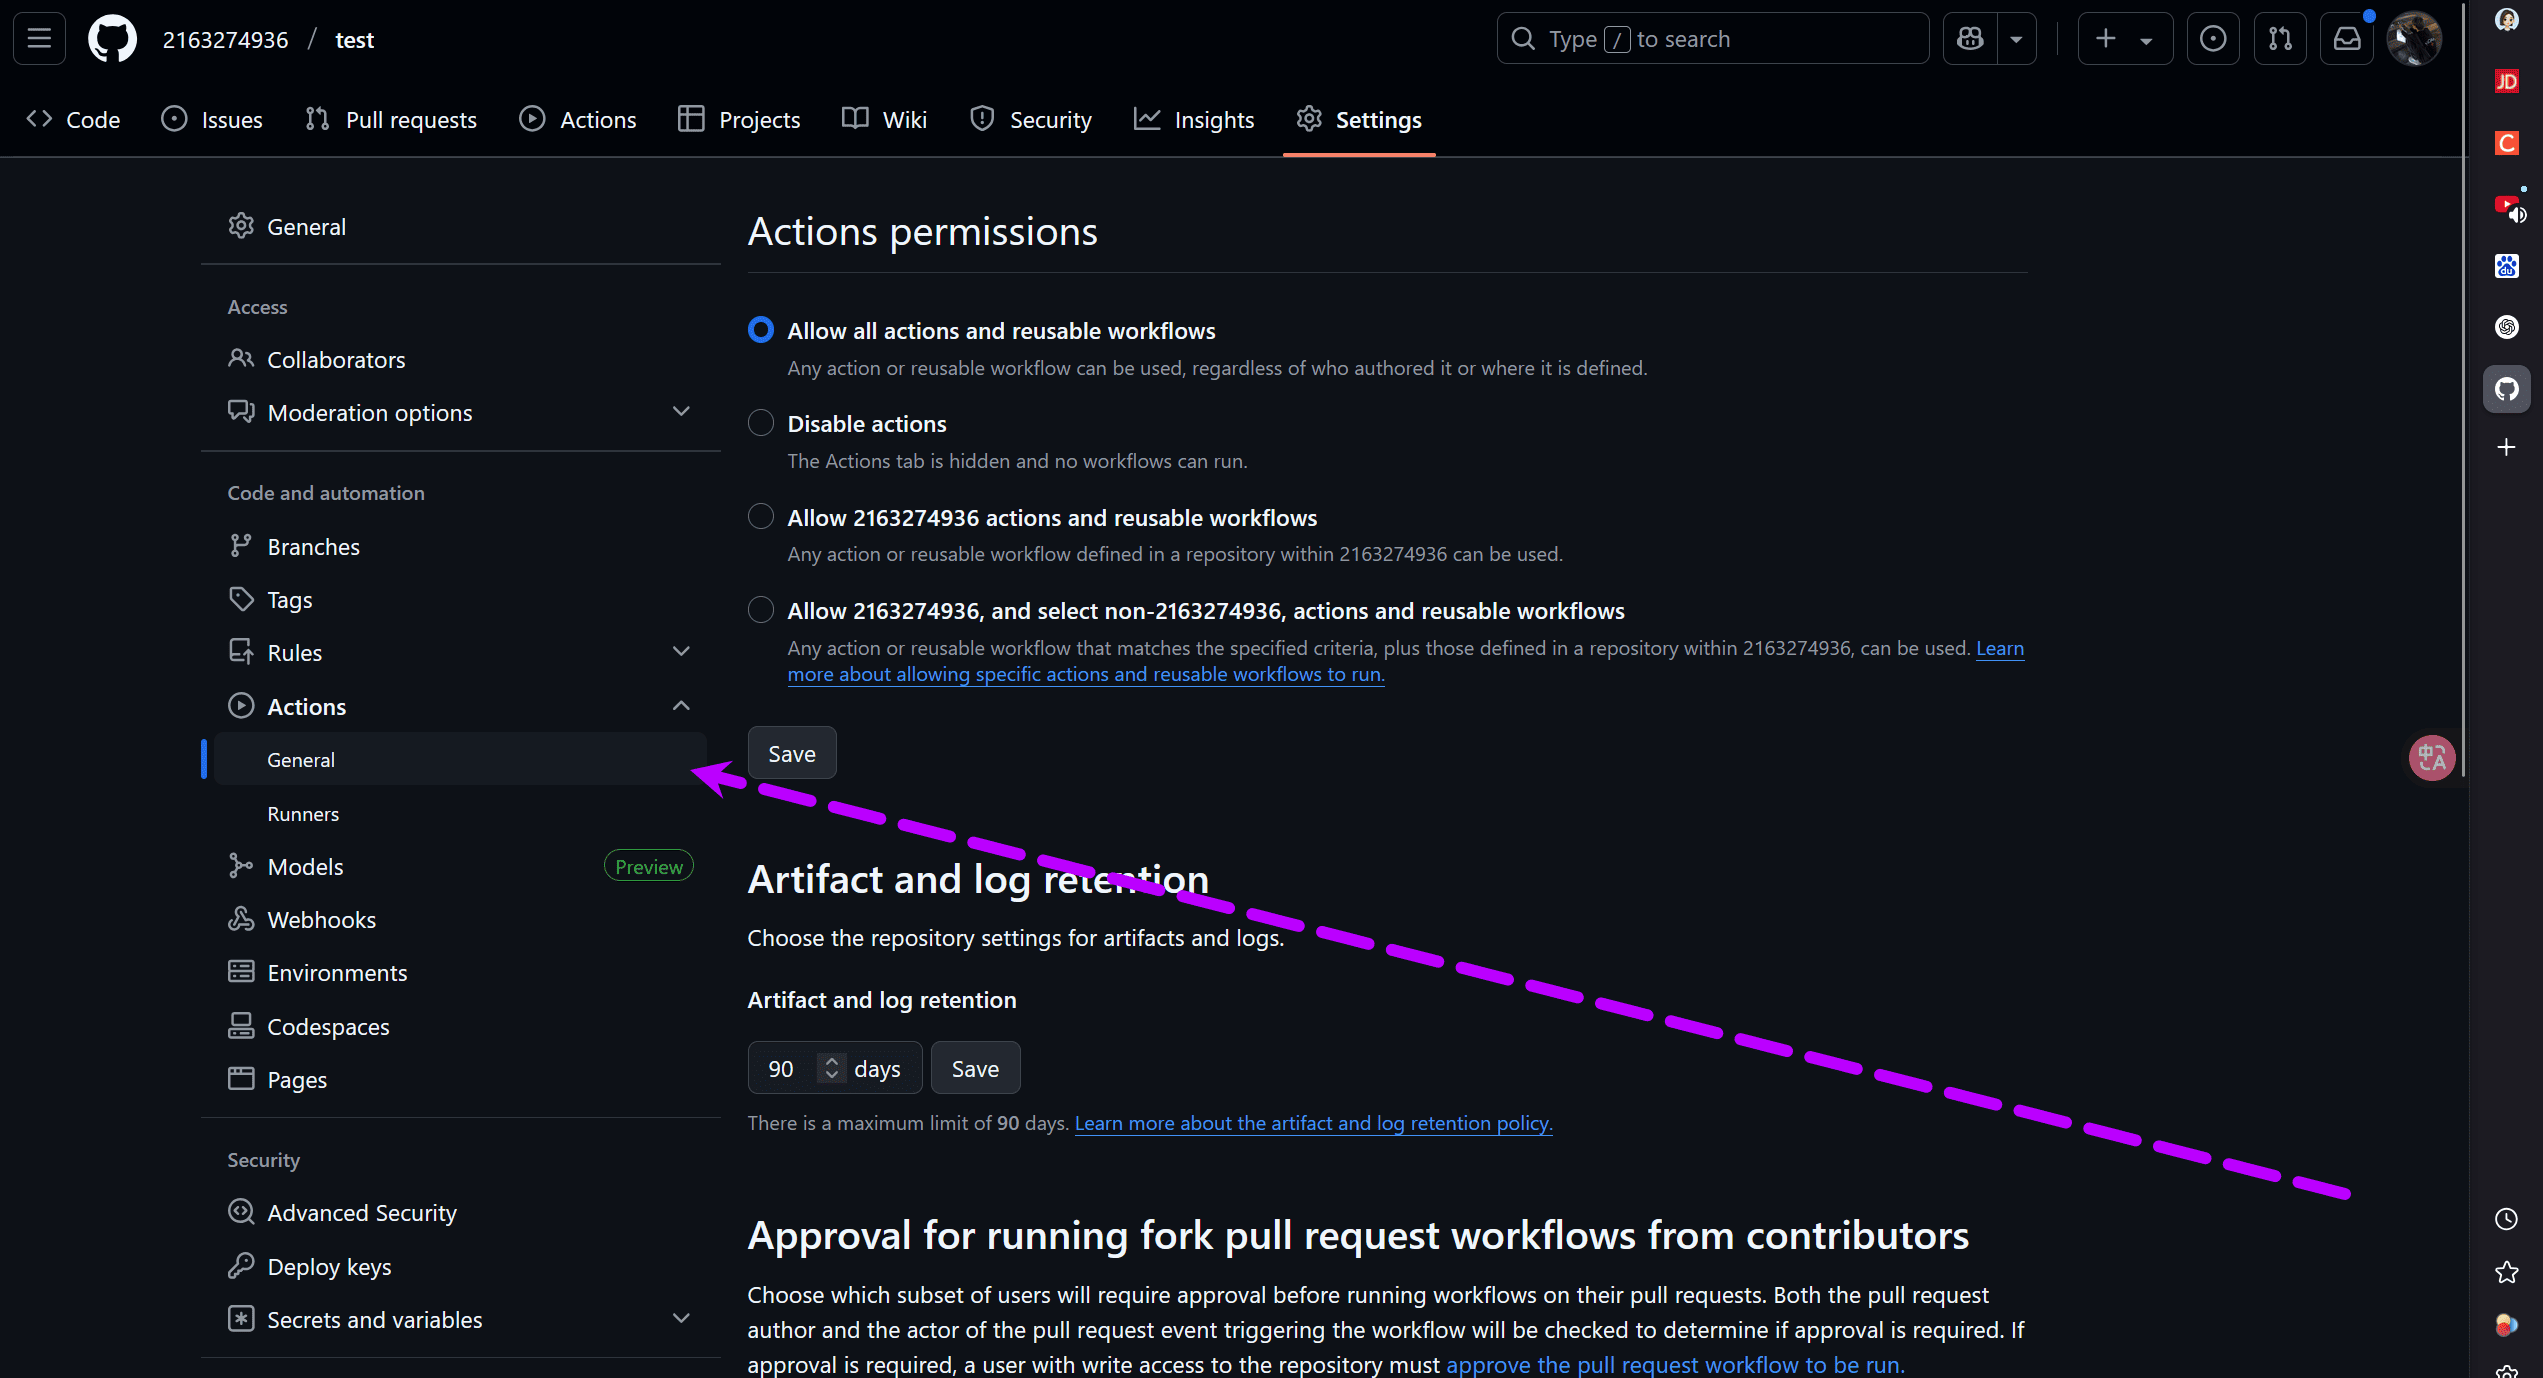 2163274936 / test
Type / to search
Code Issues Pull requests Actions Projects Wiki Security Insights Settings
General
Access
Collaborators
Moderation options
Code and automation
Branches
Tags
Rules
Actions
General
Runners
Models Preview
Webhooks
Environments
Codespaces
Pages
Security
Advanced Security
Deploy keys
Secrets and variables
Actions permissions
Allow all actions and reusable workflows
Any action or reusable workflow can be used, regardless of who authored it or where it is defined.
Disable actions
The Actions tab is hidden and no workflows can run.
Allow 2163274936 actions and reusable workflows
Any action or reusable workflow defined in a repository within 2163274936 can be used.
Allow 2163274936, and select non-2163274936, actions and reusable workflows
Any action or reusable workflow that matches the specified criteria, plus those defined in a repository within 2163274936, can be used. Learn
more about allowing specific actions and reusable workflows to run.
Save
Artifact and log retention
Choose the repository settings for artifacts and logs.
Artifact and log retention
90 days Save
There is a maximum limit of 90 days. Learn more about the artifact and log retention policy.
Approval for running fork pull request workflows from contributors
Choose which subset of users will require approval before running workflows on their pull requests. Both the pull request
author and the actor of the pull request event triggering the workflow will be checked to determine if approval is required. If
approval is required, a user with write access to the repository must approve the pull request workflow to be run.
JD
C
du
中A